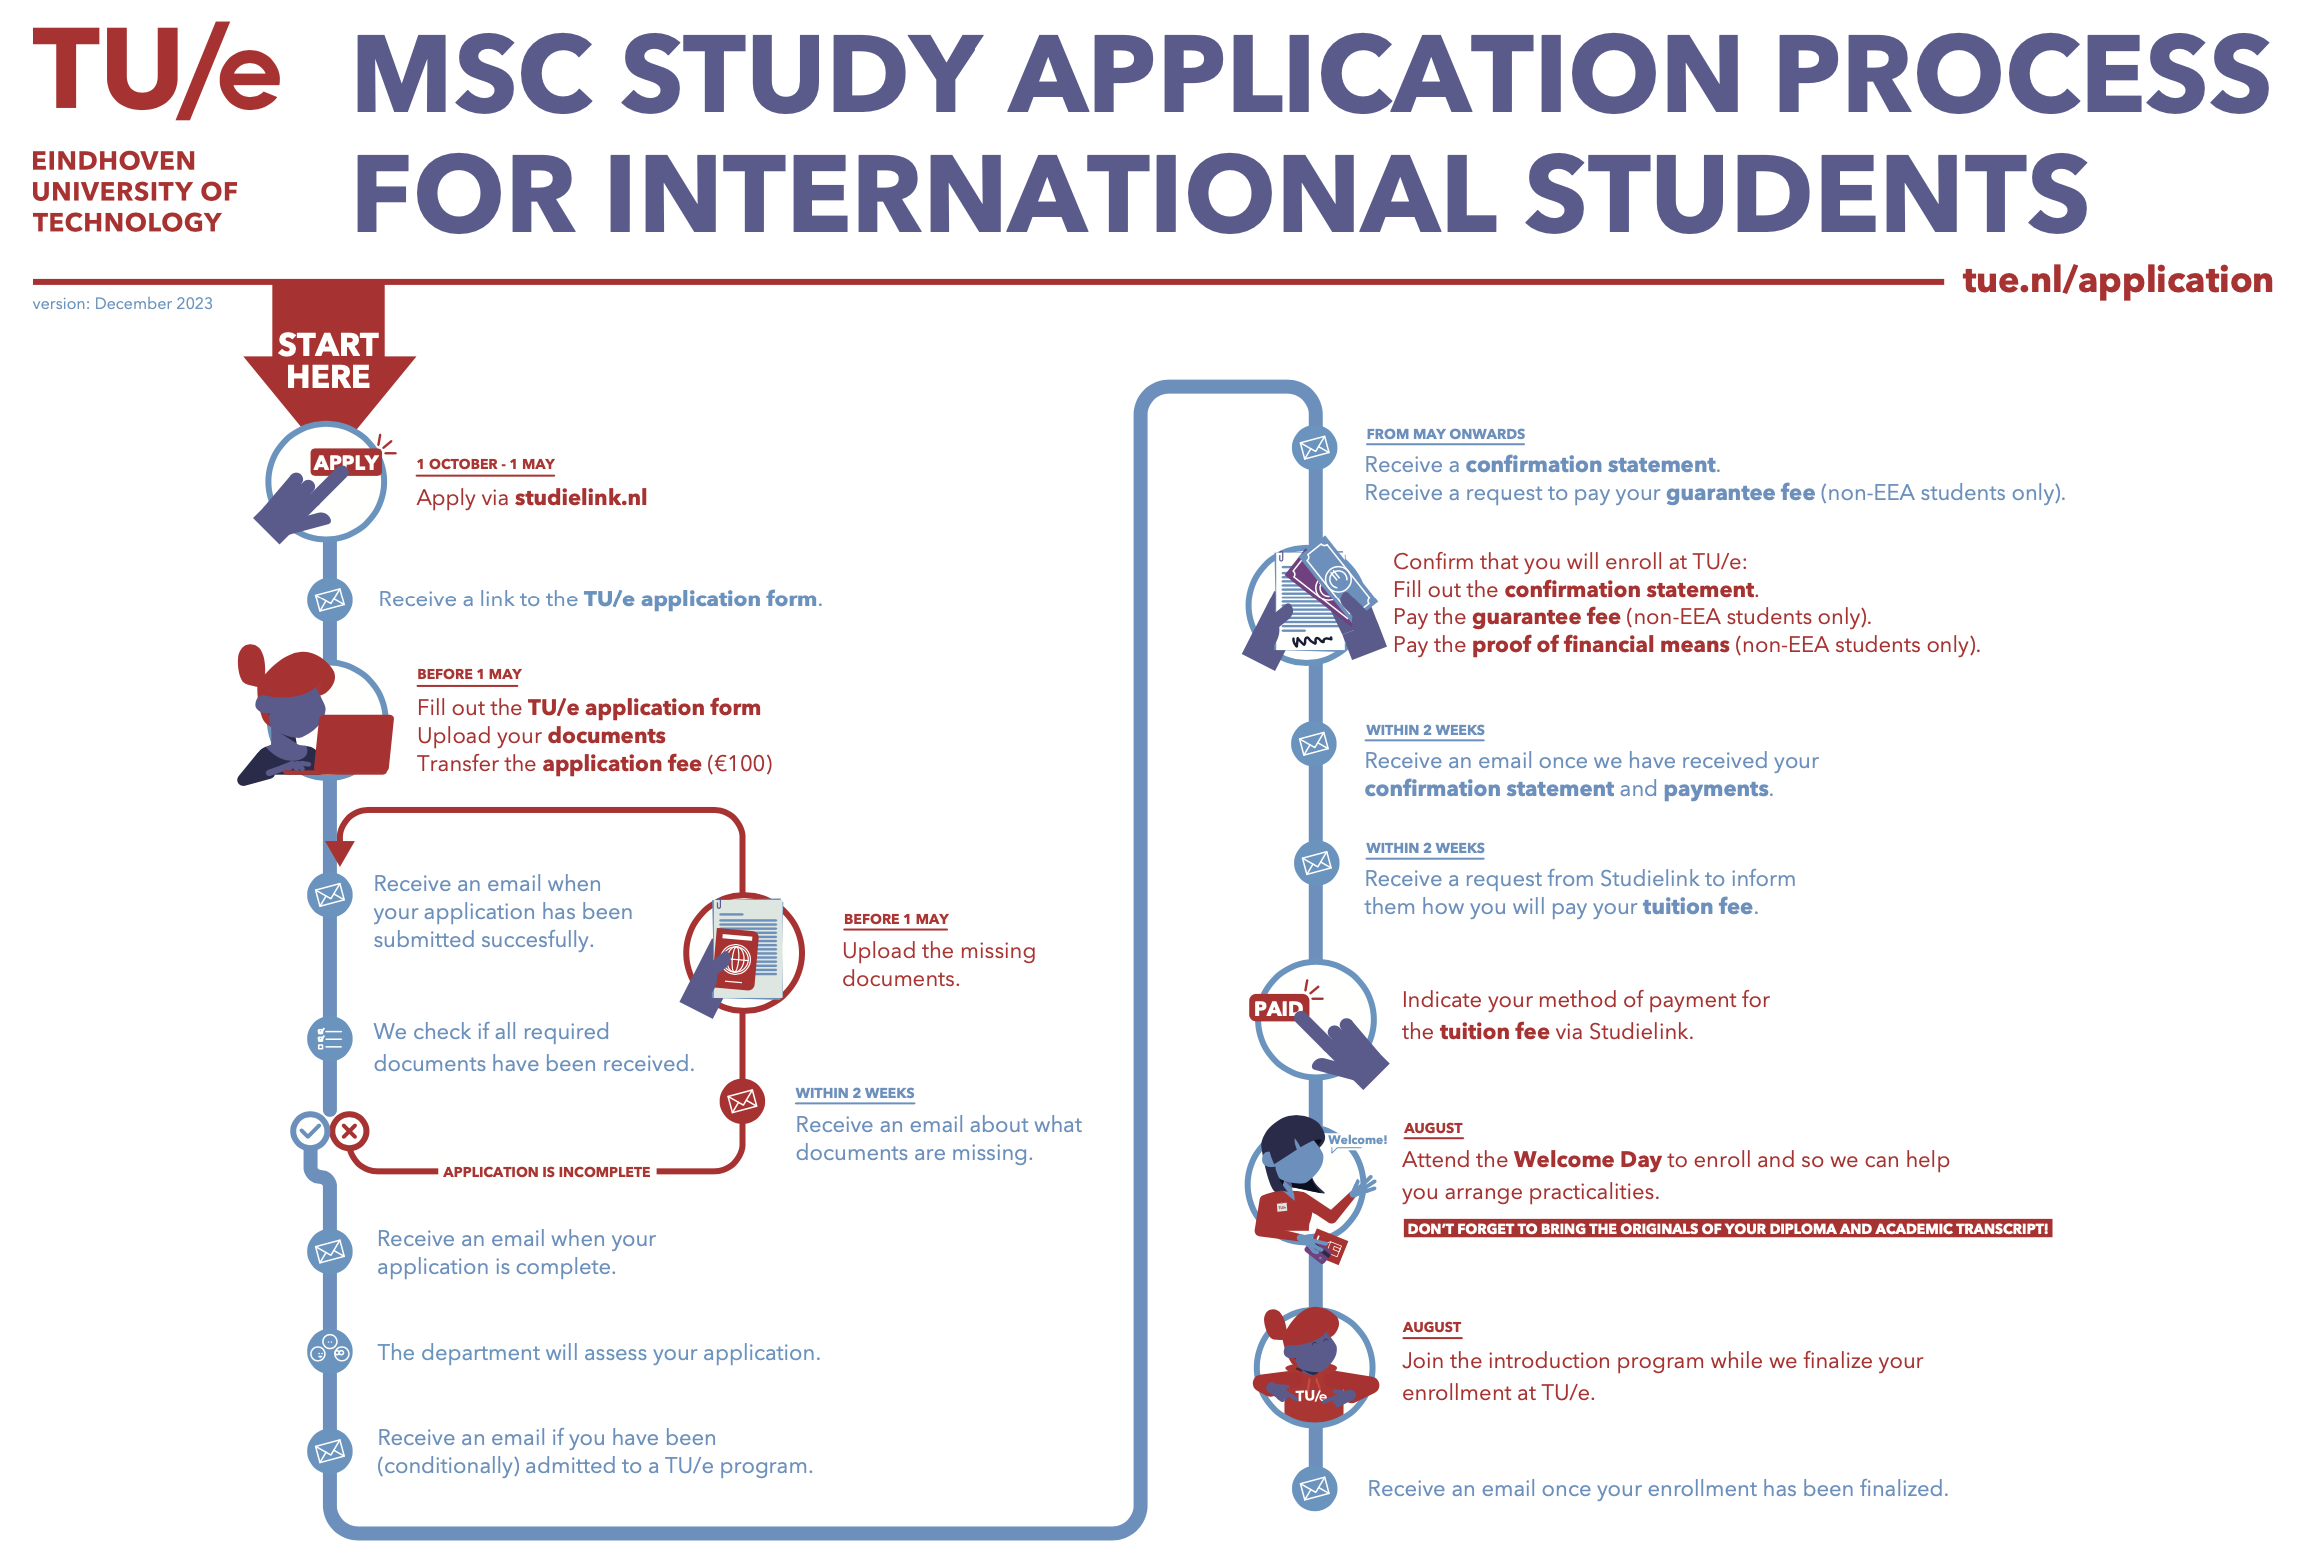 TU/e
EINDHOVEN
UNIVERSITY OF
TECHNOLOGY
MSC STUDY APPLICATION PROCESS
FOR INTERNATIONAL STUDENTS
tue.nl/application
version: December 2023
START
HERE
APPLY
1 OCTOBER - 1 MAY
Apply via studielink.nl
Receive a link to the TU/e application form.
BEFORE 1 MAY
Fill out the TU/e application form
Upload your documents
Transfer the application fee (€100)
Receive an email when
your application has been
submitted succesfully.
BEFORE 1 MAY
Upload the missing
documents.
We check if all required
documents have been received.
WITHIN 2 WEEKS
Receive an email about what
documents are missing.
APPLICATION IS INCOMPLETE
Receive an email when your
application is complete.
The department will assess your application.
Receive an email if you have been
(conditionally) admitted to a TU/e program.
FROM MAY ONWARDS
Receive a confirmation statement.
Receive a request to pay your guarantee fee (non-EEA students only).
Confirm that you will enroll at TU/e:
Fill out the confirmation statement.
Pay the guarantee fee (non-EEA students only).
Pay the proof of financial means (non-EEA students only).
WITHIN 2 WEEKS
Receive an email once we have received your
confirmation statement and payments.
WITHIN 2 WEEKS
Receive a request from Studielink to inform
them how you will pay your tuition fee.
PAID
Indicate your method of payment for
the tuition fee via Studielink.
Welcome!
AUGUST
Attend the Welcome Day to enroll and so we can help
you arrange practicalities.
DON'T FORGET TO BRING THE ORIGINALS OF YOUR DIPLOMA AND ACADEMIC TRANSCRIPT!
AUGUST
Join the introduction program while we finalize your
enrollment at TU/e.
TU/e
Receive an email once your enrollment has been finalized.